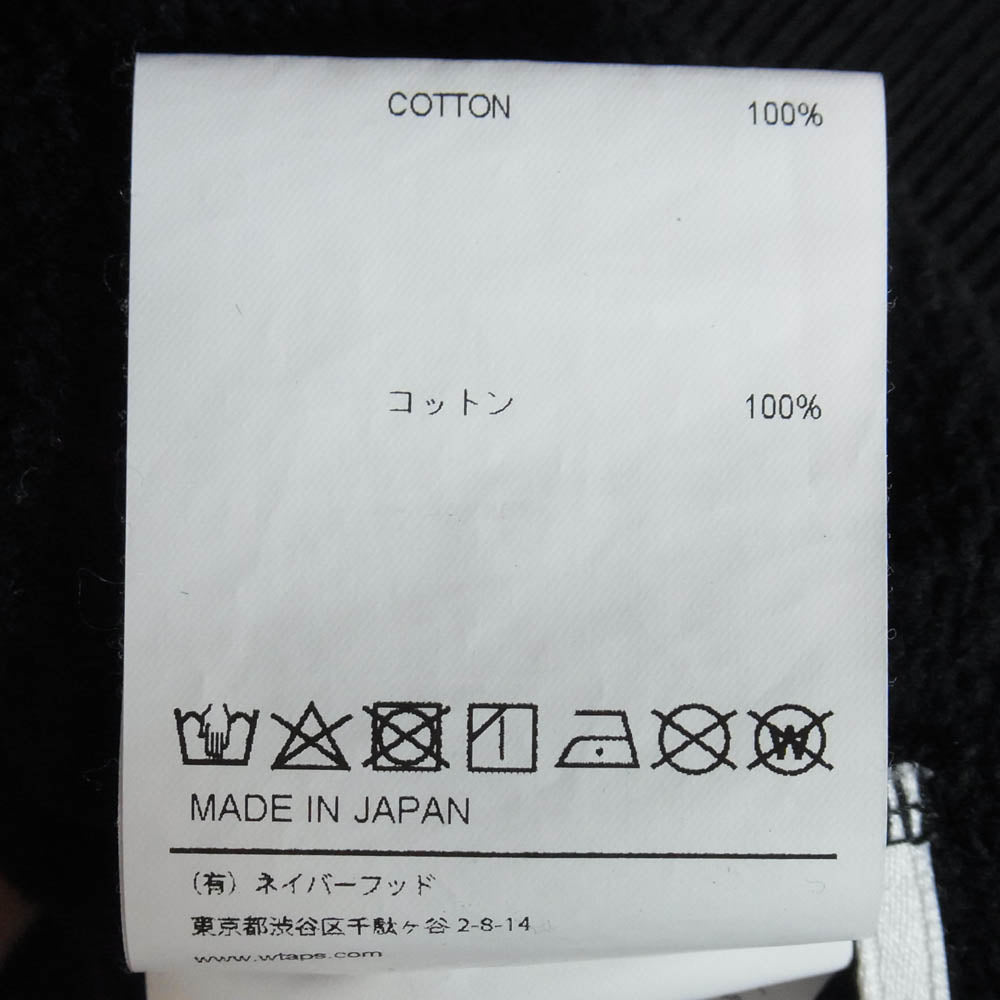 COTTON 100%
コットン 100%
W
MADE IN JAPAN
（有）ネイバーフッド
東京都渋谷区千駄ヶ谷 2-8-14
www.wtaps.com